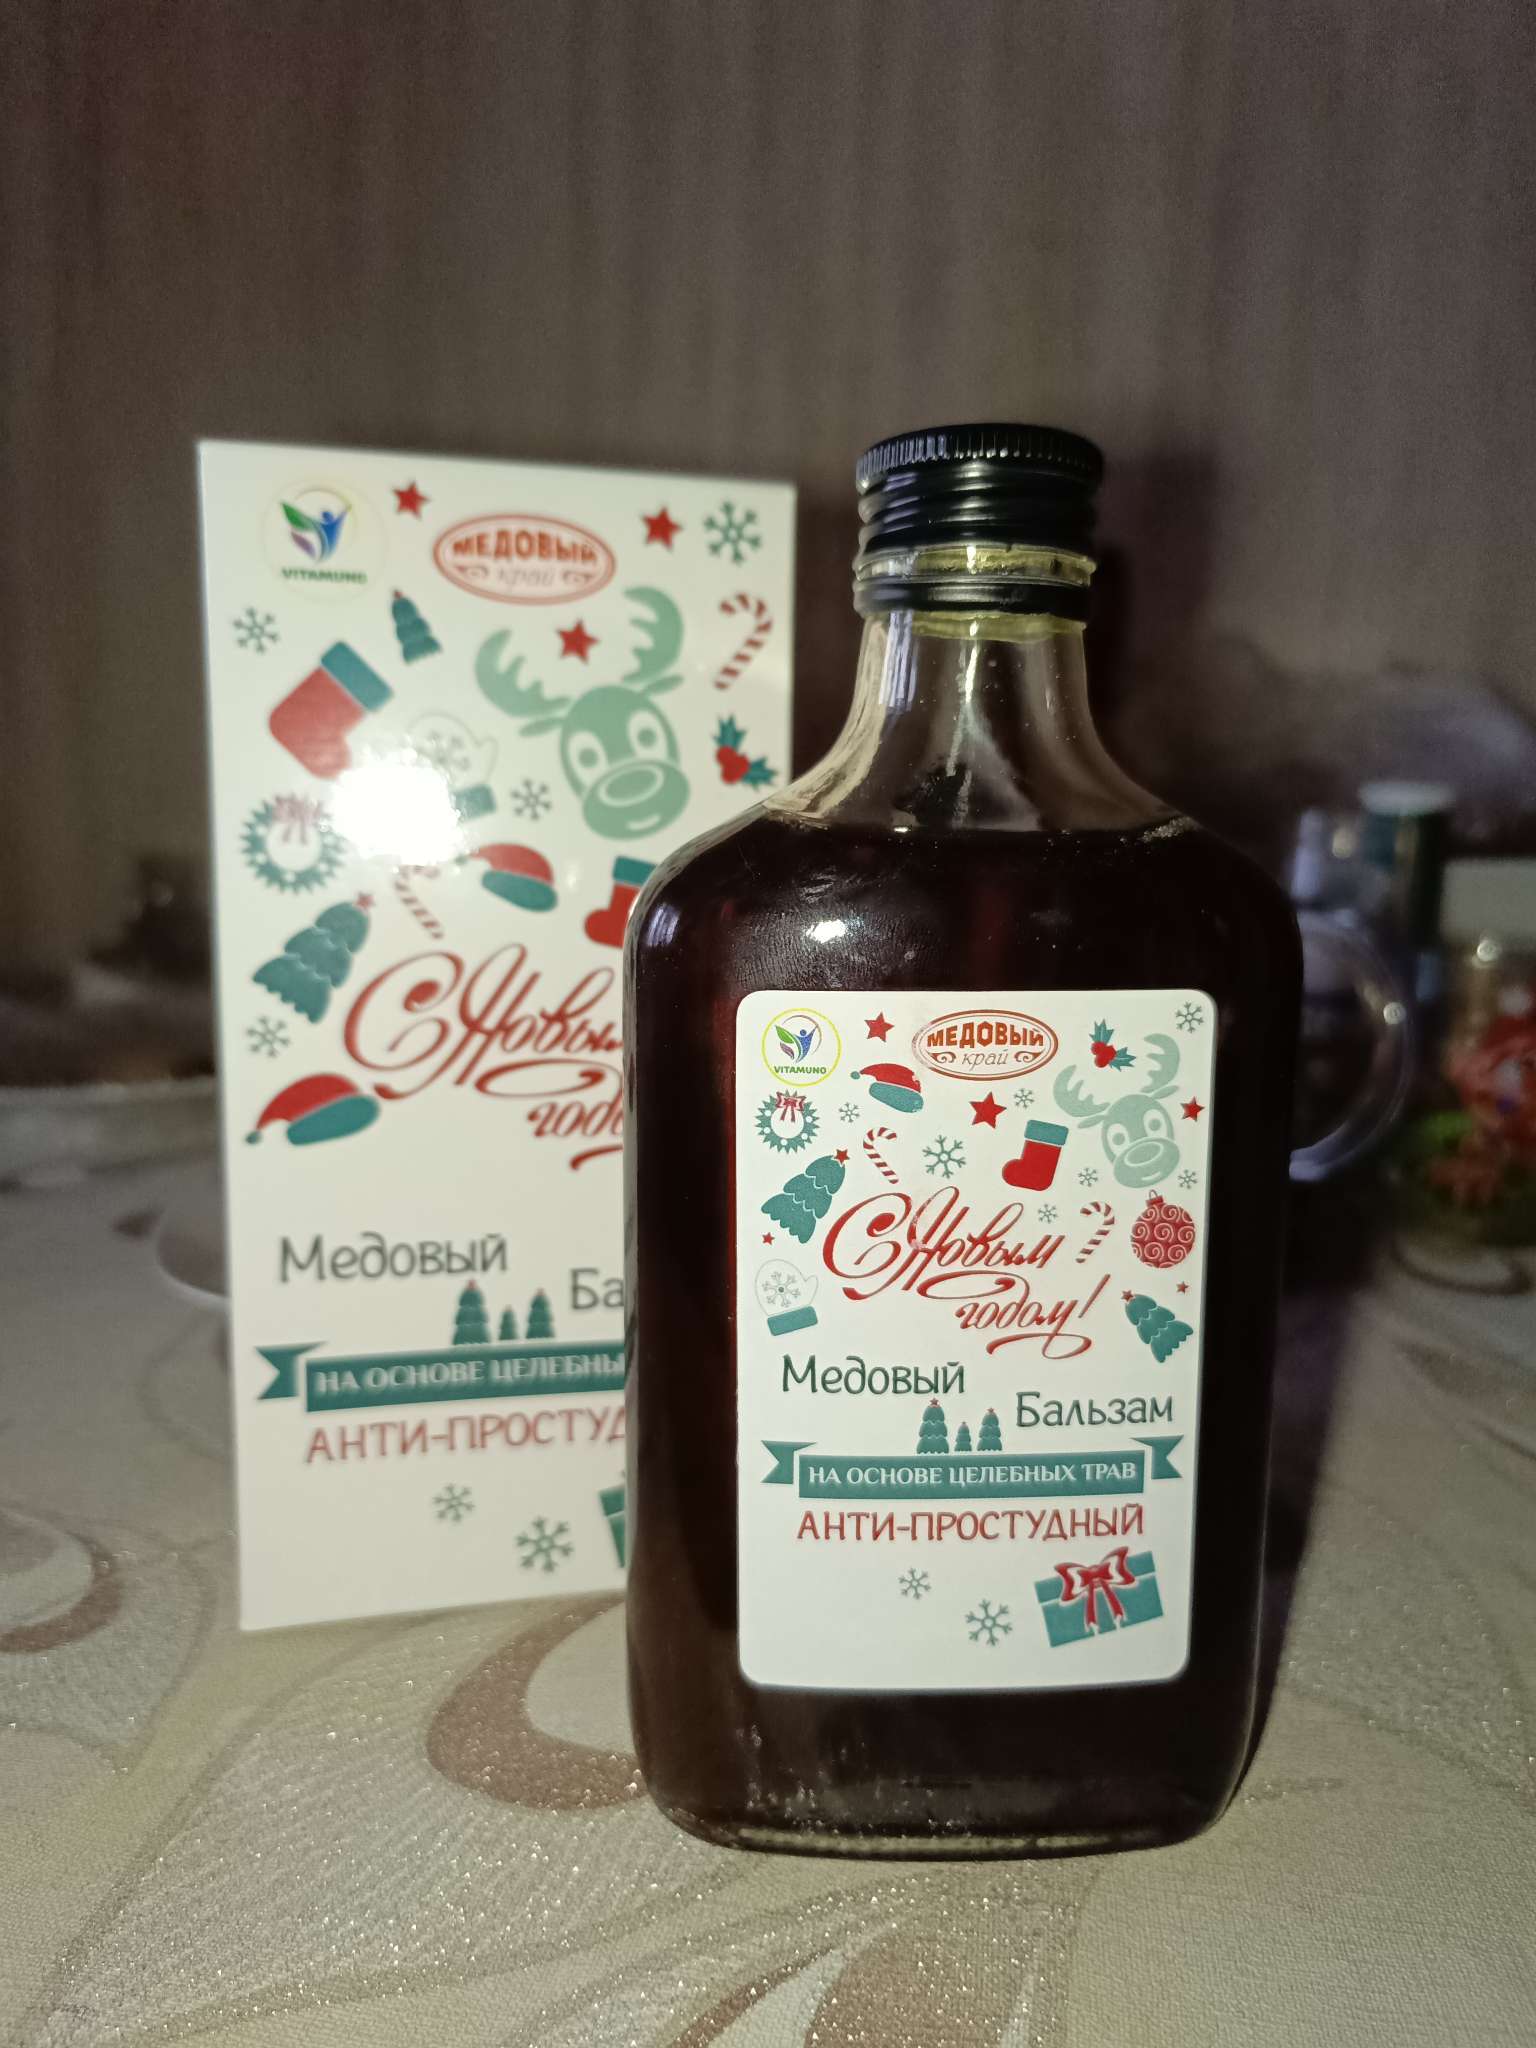 VITAMUNO
МЕДОВЫЙ
край
С Новым
годо
Медовый
Ба
НА ОСНОВЕ ЦЕЛЕБНЫ
АНТИ-ПРОСТУД
VITAMUNO
МЕДОВЫЙ
край
С Новым
годом!
Медовый
Бальзам
НА ОСНОВЕ ЦЕЛЕБНЫХ ТРАВ
АНТИ-ПРОСТУДНЫЙ